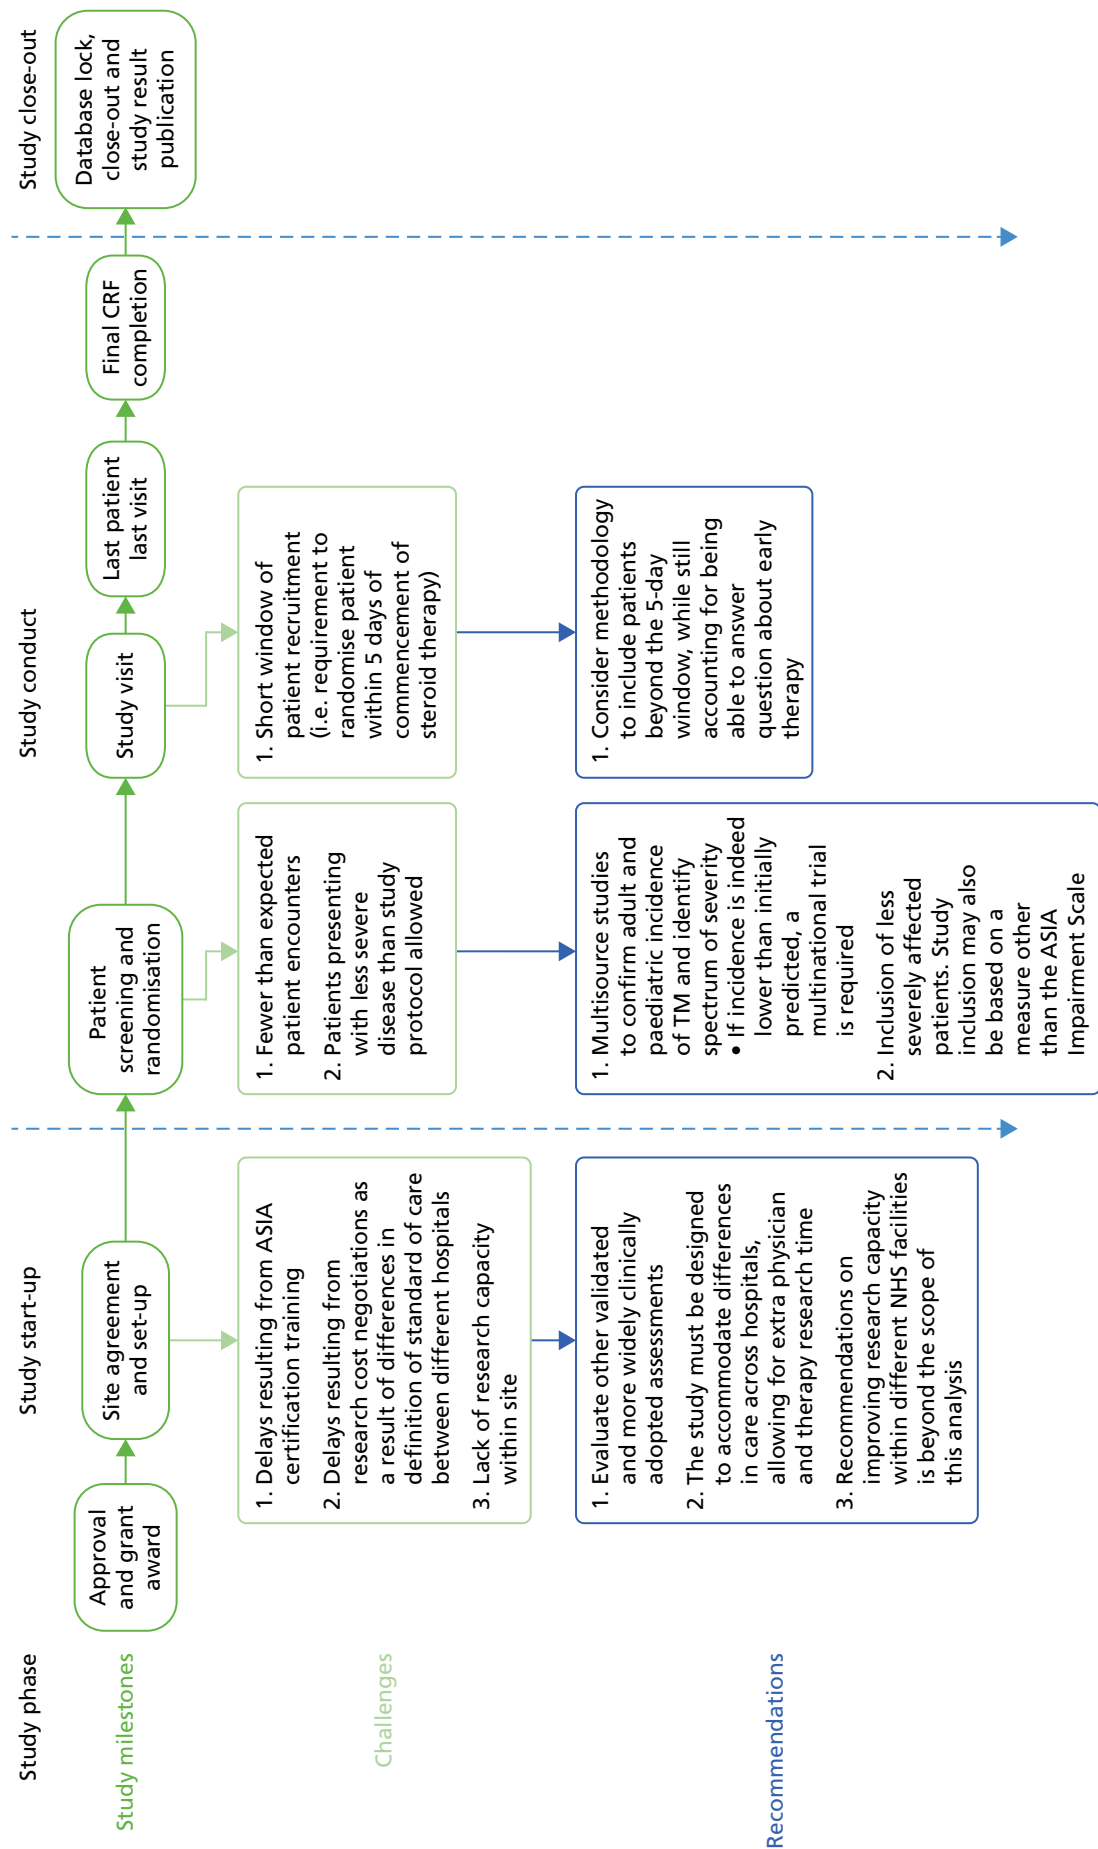 Study phase
Study start-up
Study conduct
Study close-out
Study milestones
Approval
and grant
award
Site agreement
and set-up
Patient
screening and
randomisation
Study visit
Last patient
last visit
Final CRF
completion
Database lock,
close-out and
study result
publication
Challenges
1. Delays resulting from ASIA
certification training
2. Delays resulting from
research cost negotiations as
a result of differences in
definition of standard of care
between different hospitals
3. Lack of research capacity
within site
1. Fewer than expected
patient encounters
2. Patients presenting
with less severe
disease than study
protocol allowed
1. Short window of
patient recruitment
(i.e. requirement to
randomise patient
within 5 days of
commencement of
steroid therapy)
Recommendations
1. Evaluate other validated
and more widely clinically
adopted assessments
2. The study must be designed
to accommodate differences
in care across hospitals,
allowing for extra physician
and therapy research time
3. Recommendations on
improving research capacity
within different NHS facilities
is beyond the scope of
this analysis
1. Multisource studies
to confirm adult and
paediatric incidence
of TM and identify
spectrum of severity
• If incidence is indeed
lower than initially
predicted, a
multinational trial
is required
2. Inclusion of less
severely affected
patients. Study
inclusion may also
be based on a
measure other
than the ASIA
Impairment Scale
1. Consider methodology
to include patients
beyond the 5-day
window, while still
accounting for being
able to answer
question about early
therapy